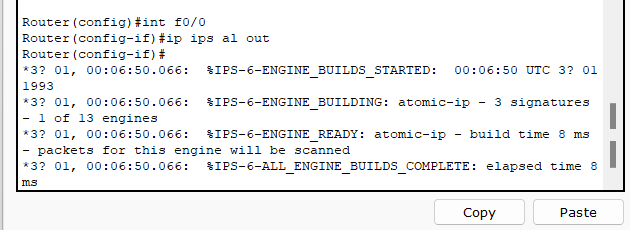 Router(config)#int f0/0
Router(config-if)#ip ips al out
Router(config-if)#
*3? 01, 00:06:50.066:  %IPS-6-ENGINE_BUILDS_STARTED:  00:06:50 UTC 3? 01
1993
*3? 01, 00:06:50.066:  %IPS-6-ENGINE_BUILDING: atomic-ip - 3 signatures
- 1 of 13 engines
*3? 01, 00:06:50.066:  %IPS-6-ENGINE_READY: atomic-ip - build time 8 ms
- packets for this engine will be scanned
*3? 01, 00:06:50.066:  %IPS-6-ALL_ENGINE_BUILDS_COMPLETE: elapsed time 8
ms
Copy Paste